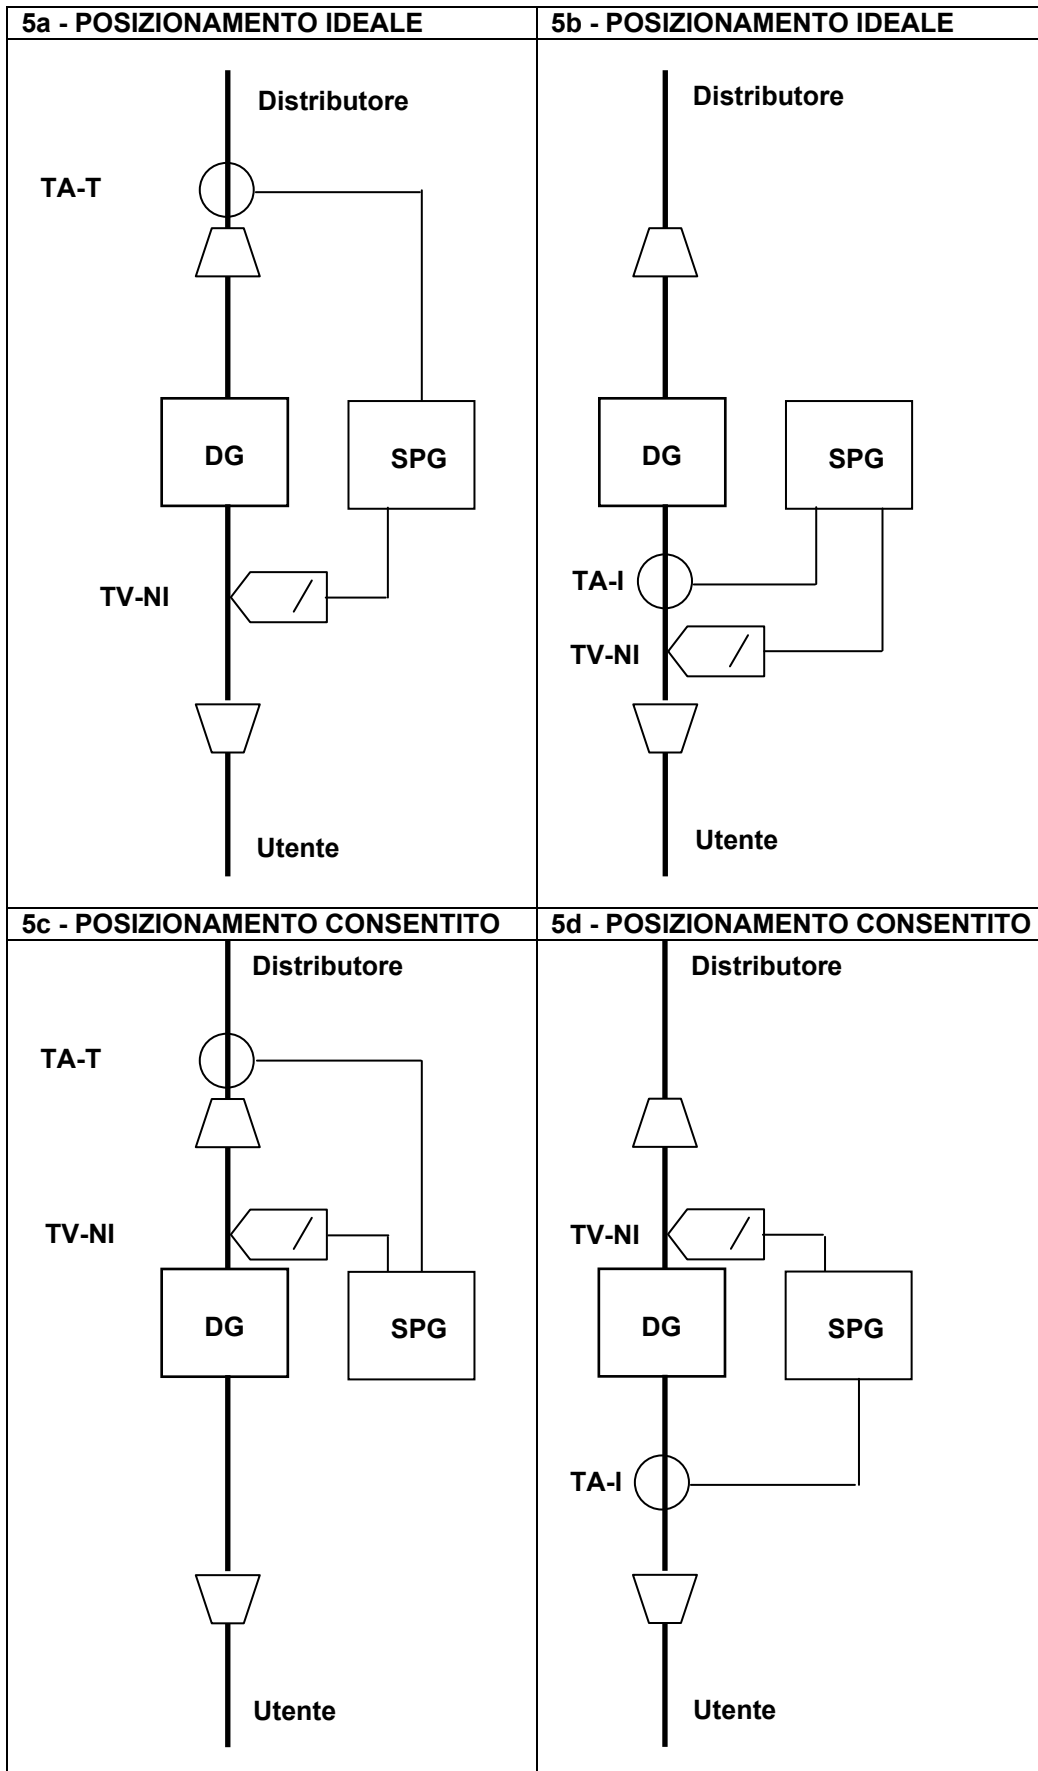 5a - POSIZIONAMENTO IDEALE
Distributore
TA-T
DG
SPG
TV-NI
Utente
5b - POSIZIONAMENTO IDEALE
Distributore
DG
SPG
TA-I
TV-NI
Utente
5c - POSIZIONAMENTO CONSENTITO
Distributore
TA-T
TV-NI
DG
SPG
Utente
5d - POSIZIONAMENTO CONSENTITO
Distributore
TV-NI
DG
SPG
TA-I
Utente